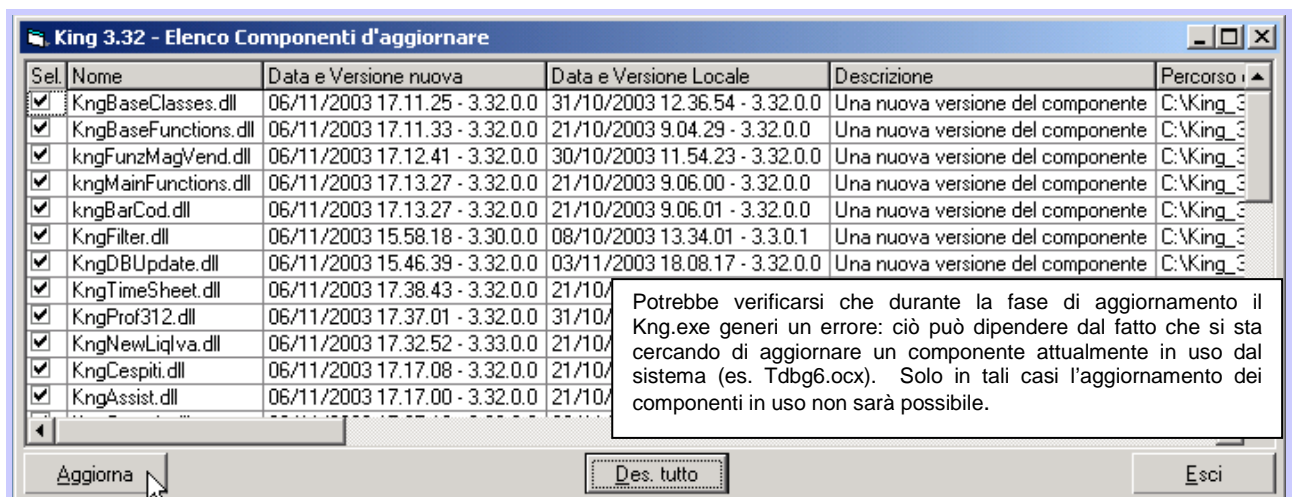 King 3.32 - Elenco Componenti d'aggiornare
Sel. Nome Data e Versione nuova Data e Versione Locale Descrizione Percorso
KngBaseClasses.dll 06/11/2003 17.11.25 - 3.32.0.0 31/10/2003 12.36.54 - 3.32.0.0 Una nuova versione del componente C:\King_3
KngBaseFunctions.dll 06/11/2003 17.11.33 - 3.32.0.0 21/10/2003 9.04.29 - 3.32.0.0 Una nuova versione del componente C:\King_3
kngFunzMagVend.dll 06/11/2003 17.12.41 - 3.32.0.0 30/10/2003 11.54.23 - 3.32.0.0 Una nuova versione del componente C:\King_3
kngMainFunctions.dll 06/11/2003 17.13.27 - 3.32.0.0 21/10/2003 9.06.00 - 3.32.0.0 Una nuova versione del componente C:\King_3
kngBarCod.dll 06/11/2003 17.13.27 - 3.32.0.0 21/10/2003 9.06.01 - 3.32.0.0 Una nuova versione del componente C:\King_3
KngFilter.dll 06/11/2003 15.58.18 - 3.30.0.0 08/10/2003 13.34.01 - 3.3.0.1 Una nuova versione del componente C:\King_3
KngDBUpdate.dll 06/11/2003 15.46.39 - 3.32.0.0 03/11/2003 18.08.17 - 3.32.0.0 Una nuova versione del componente C:\King_3
KngTimeSheet.dll 06/11/2003 17.38.43 - 3.32.0.0 21/10/
KngProf312.dll 06/11/2003 17.37.01 - 3.32.0.0 31/10/
KngNewLiqIva.dll 06/11/2003 17.32.52 - 3.33.0.0 21/10/
KngCespiti.dll 06/11/2003 17.17.08 - 3.32.0.0 21/10/
KngAssist.dll 06/11/2003 17.17.00 - 3.32.0.0 21/10/
Potrebbe verificarsi che durante la fase di aggiornamento il
Kng.exe generi un errore: ciò può dipendere dal fatto che si sta
cercando di aggiornare un componente attualmente in uso dal
sistema (es. Tdbg6.ocx). Solo in tali casi l'aggiornamento dei
componenti in uso non sarà possibile.
Aggiorna Des. tutto Esci